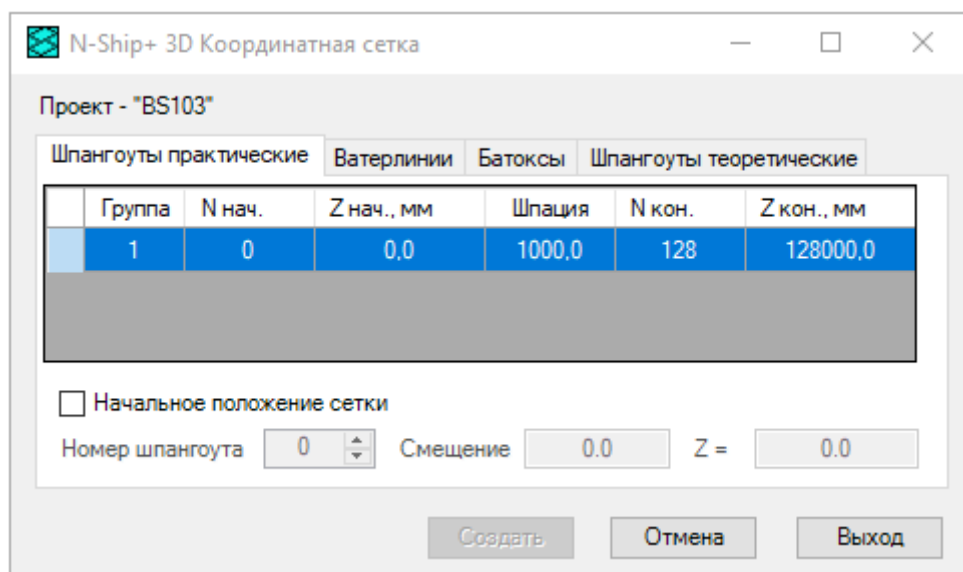 N-Ship+ 3D Координатная сетка
Проект - "BS103"
Шпангоуты практические Ватерлинии Батоксы Шпангоуты теоретические
Группа N нач. Z нач., мм Шпация N кон. Z кон., мм
1 0 0,0 1000,0 128 128000,0
Начальное положение сетки
Номер шпангоута 0 Смещение 0.0 Z = 0.0
Создать Отмена Выход